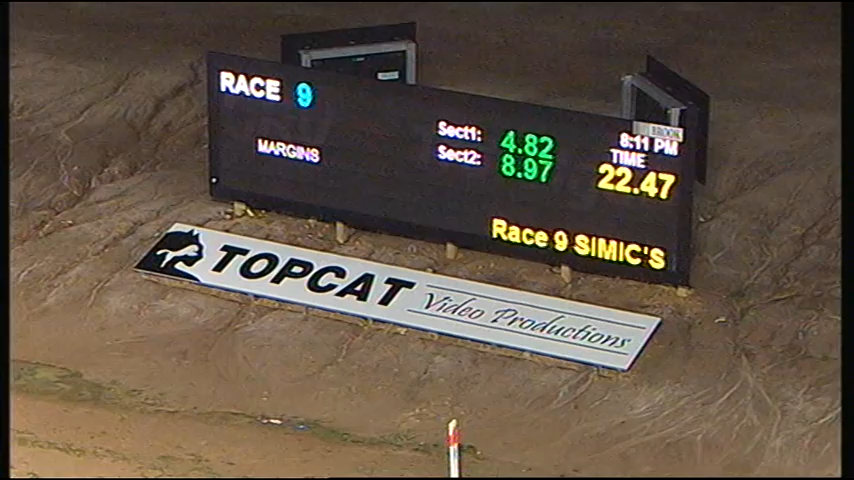 RACE 9
BROOK
8:11 PM
Sect1: 4.82
TIME
MARGINS
Sect2: 8.97
22.47
Race 9 SIMIC'S
TOPCAT Video Productions